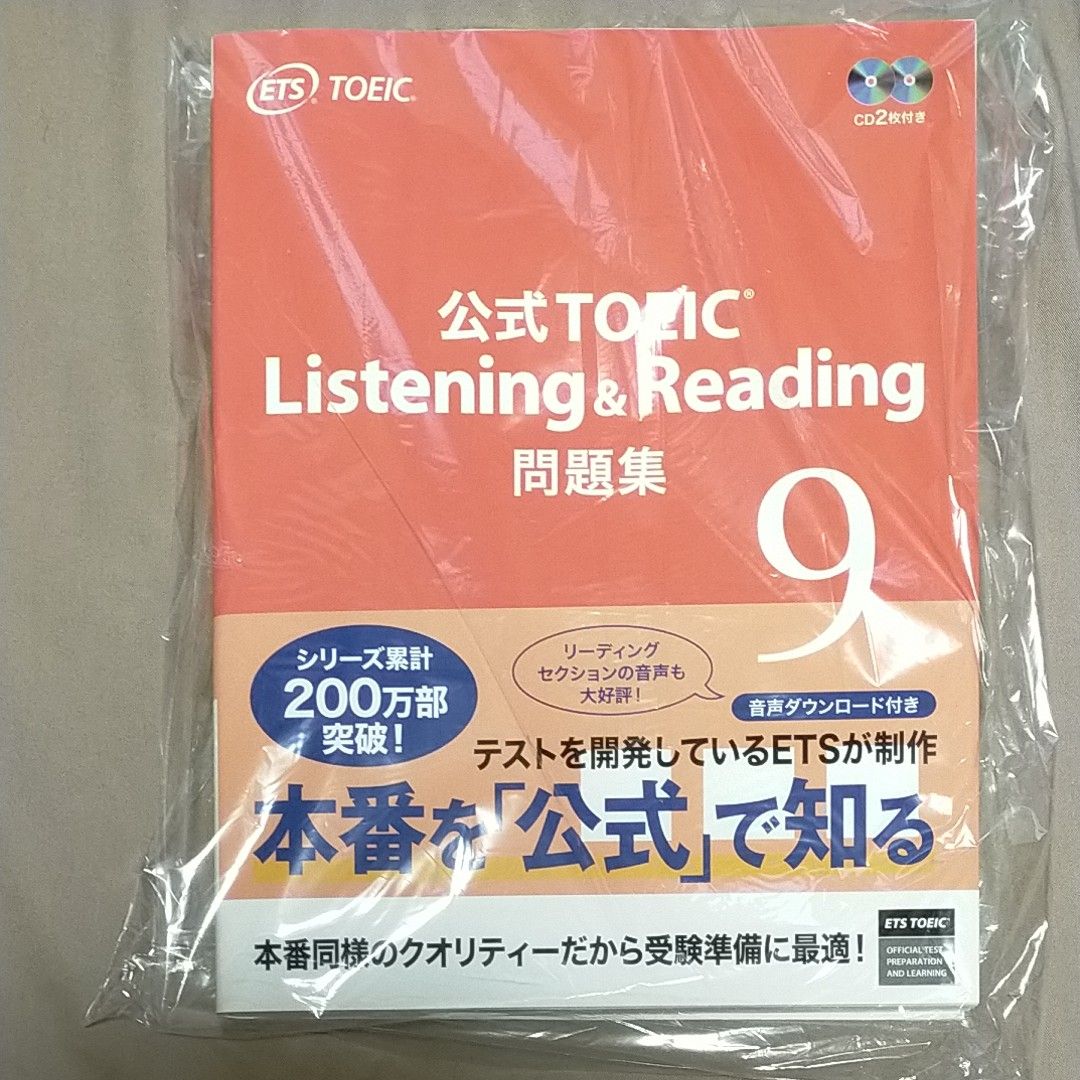 ETS TOEIC®
CD2枚付き
公式TOEIC®
Listening & Reading
問題集
9
シリーズ累計
200万部
突破!
リーディング
セクションの音声も
大好評!
音声ダウンロード付き
テストを開発しているETSが制作
本番を「公式」で知る
本番同様のクオリティーだから受験準備に最適!
ETS TOEIC®
OFFICIAL TEST
PREPARATION
AND LEARNING